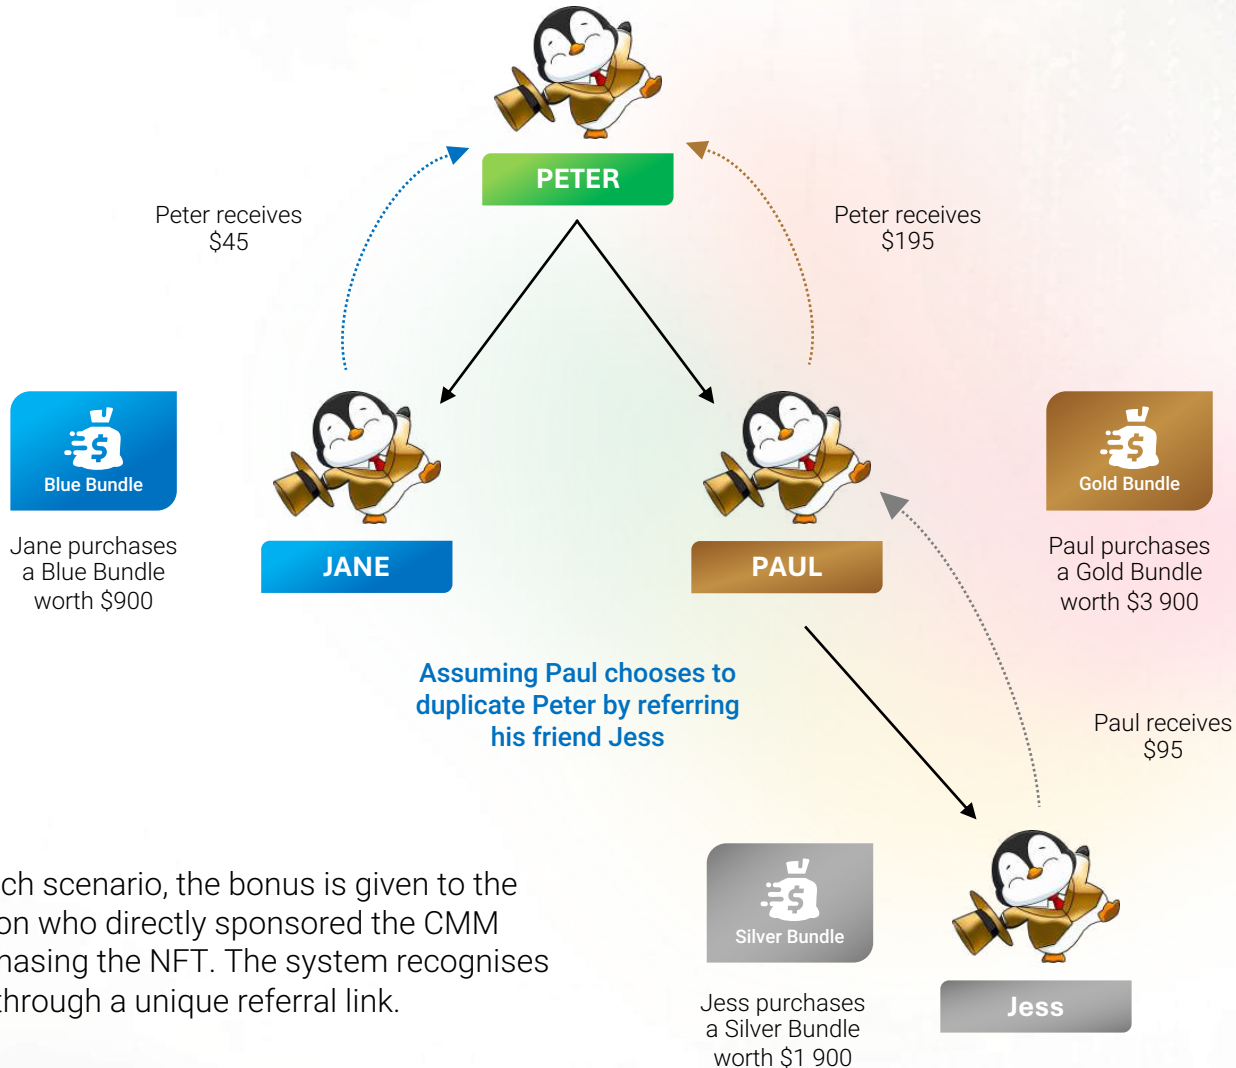 PETER
Peter receives
$45
Peter receives
$195
Blue Bundle
Jane purchases
a Blue Bundle
worth $900
JANE
PAUL
Gold Bundle
Paul purchases
a Gold Bundle
worth $3 900
Assuming Paul chooses to
duplicate Peter by referring
his friend Jess
Paul receives
$95
ch scenario, the bonus is given to the
on who directly sponsored the CMM
hasing the NFT. The system recognises
through a unique referral link.
Silver Bundle
Jess purchases
a Silver Bundle
worth $1 900
Jess